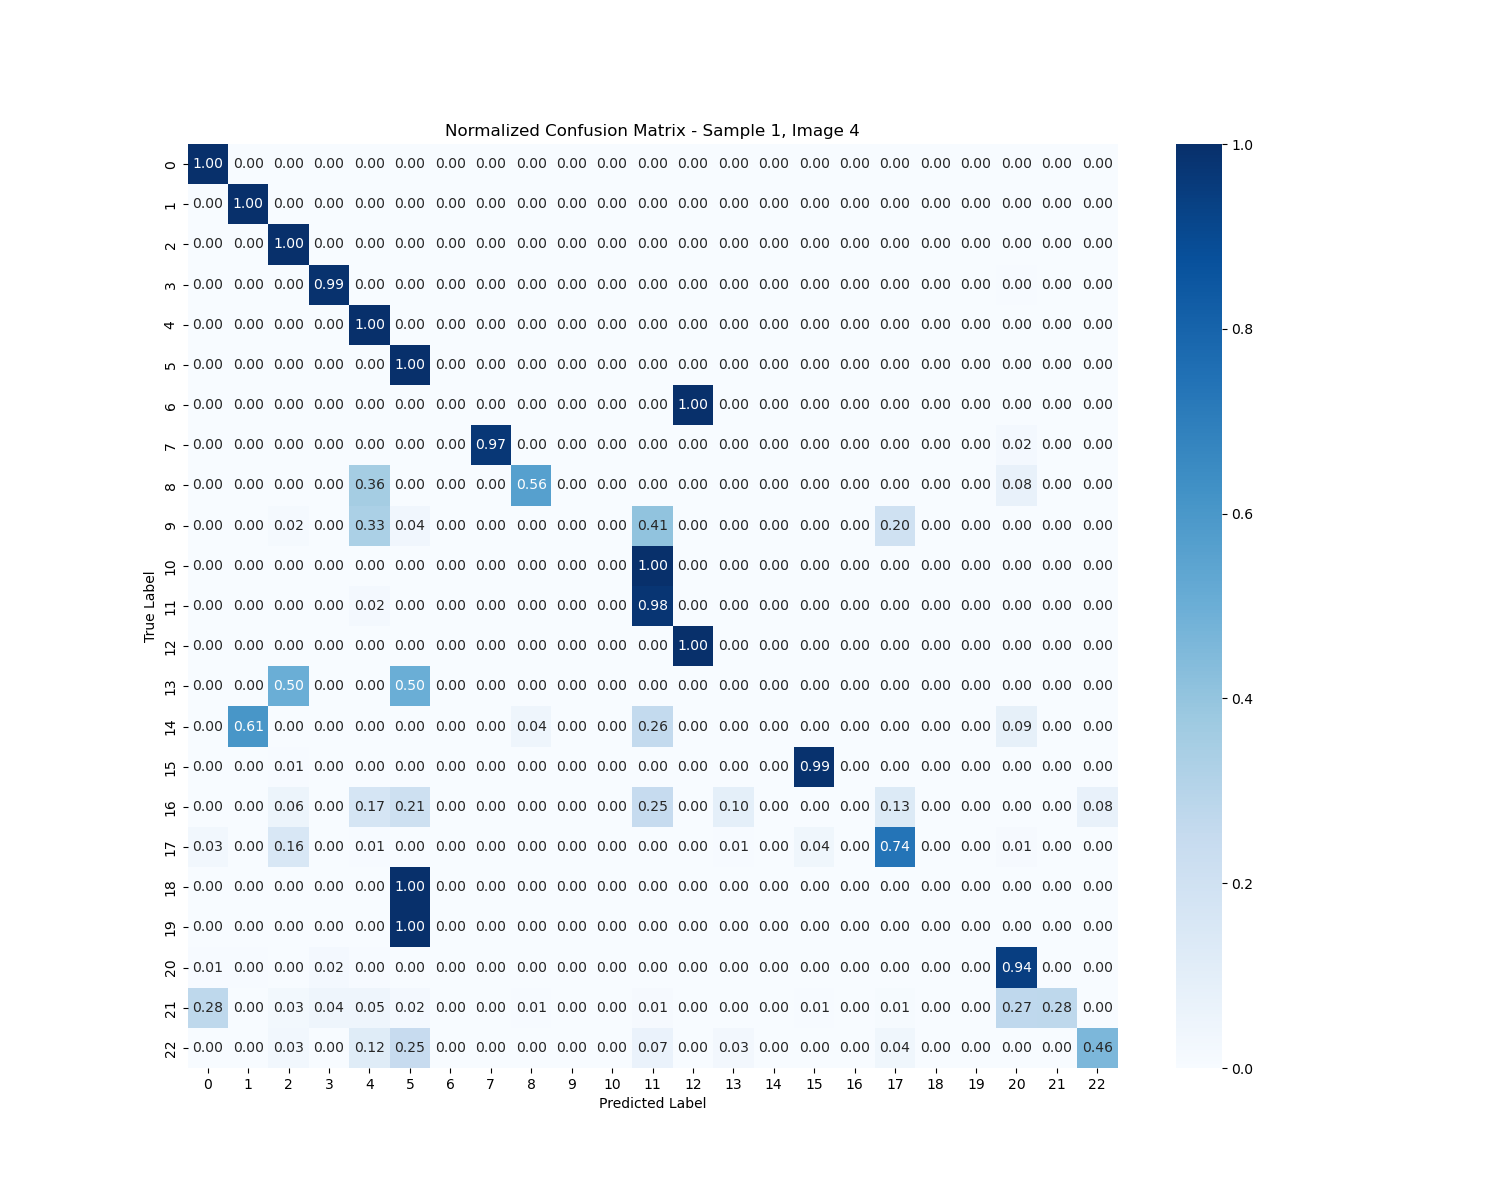 Normalized Confusion Matrix - Sample 1, Image 4
0 1.00 0.00 0.00 0.00 0.00 0.00 0.00 0.00 0.00 0.00 0.00 0.00 0.00 0.00 0.00 0.00 0.00 0.00 0.00 0.00 0.00 0.00 0.00 1.0
1 0.00 1.00 0.00 0.00 0.00 0.00 0.00 0.00 0.00 0.00 0.00 0.00 0.00 0.00 0.00 0.00 0.00 0.00 0.00 0.00 0.00 0.00 0.00
2 0.00 0.00 1.00 0.00 0.00 0.00 0.00 0.00 0.00 0.00 0.00 0.00 0.00 0.00 0.00 0.00 0.00 0.00 0.00 0.00 0.00 0.00 0.00
3 0.00 0.00 0.00 0.99 0.00 0.00 0.00 0.00 0.00 0.00 0.00 0.00 0.00 0.00 0.00 0.00 0.00 0.00 0.00 0.00 0.00 0.00 0.00
4 0.00 0.00 0.00 0.00 1.00 0.00 0.00 0.00 0.00 0.00 0.00 0.00 0.00 0.00 0.00 0.00 0.00 0.00 0.00 0.00 0.00 0.00 0.00 0.8
5 0.00 0.00 0.00 0.00 0.00 1.00 0.00 0.00 0.00 0.00 0.00 0.00 0.00 0.00 0.00 0.00 0.00 0.00 0.00 0.00 0.00 0.00 0.00
6 0.00 0.00 0.00 0.00 0.00 0.00 0.00 0.00 0.00 0.00 0.00 0.00 1.00 0.00 0.00 0.00 0.00 0.00 0.00 0.00 0.00 0.00 0.00
7 0.00 0.00 0.00 0.00 0.00 0.00 0.00 0.97 0.00 0.00 0.00 0.00 0.00 0.00 0.00 0.00 0.00 0.00 0.00 0.00 0.02 0.00 0.00
8 0.00 0.00 0.00 0.00 0.36 0.00 0.00 0.00 0.56 0.00 0.00 0.00 0.00 0.00 0.00 0.00 0.00 0.00 0.00 0.00 0.08 0.00 0.00
9 0.00 0.00 0.02 0.00 0.33 0.04 0.00 0.00 0.00 0.00 0.00 0.41 0.00 0.00 0.00 0.00 0.00 0.20 0.00 0.00 0.00 0.00 0.00 0.6
10 0.00 0.00 0.00 0.00 0.00 0.00 0.00 0.00 0.00 0.00 0.00 1.00 0.00 0.00 0.00 0.00 0.00 0.00 0.00 0.00 0.00 0.00 0.00
True Label
11 0.00 0.00 0.00 0.00 0.02 0.00 0.00 0.00 0.00 0.00 0.00 0.98 0.00 0.00 0.00 0.00 0.00 0.00 0.00 0.00 0.00 0.00 0.00
12 0.00 0.00 0.00 0.00 0.00 0.00 0.00 0.00 0.00 0.00 0.00 0.00 1.00 0.00 0.00 0.00 0.00 0.00 0.00 0.00 0.00 0.00 0.00
13 0.00 0.00 0.50 0.00 0.00 0.50 0.00 0.00 0.00 0.00 0.00 0.00 0.00 0.00 0.00 0.00 0.00 0.00 0.00 0.00 0.00 0.00 0.00 0.4
14 0.00 0.61 0.00 0.00 0.00 0.00 0.00 0.00 0.04 0.00 0.00 0.26 0.00 0.00 0.00 0.00 0.00 0.00 0.00 0.00 0.09 0.00 0.00
15 0.00 0.00 0.01 0.00 0.00 0.00 0.00 0.00 0.00 0.00 0.00 0.00 0.00 0.00 0.00 0.99 0.00 0.00 0.00 0.00 0.00 0.00 0.00
16 0.00 0.00 0.06 0.00 0.17 0.21 0.00 0.00 0.00 0.00 0.00 0.25 0.00 0.10 0.00 0.00 0.00 0.13 0.00 0.00 0.00 0.00 0.08
17 0.03 0.00 0.16 0.00 0.01 0.00 0.00 0.00 0.00 0.00 0.00 0.00 0.00 0.01 0.00 0.04 0.00 0.74 0.00 0.00 0.01 0.00 0.00
18 0.00 0.00 0.00 0.00 0.00 1.00 0.00 0.00 0.00 0.00 0.00 0.00 0.00 0.00 0.00 0.00 0.00 0.00 0.00 0.00 0.00 0.00 0.00 0.2
19 0.00 0.00 0.00 0.00 0.00 1.00 0.00 0.00 0.00 0.00 0.00 0.00 0.00 0.00 0.00 0.00 0.00 0.00 0.00 0.00 0.00 0.00 0.00
20 0.01 0.00 0.00 0.02 0.00 0.00 0.00 0.00 0.00 0.00 0.00 0.00 0.00 0.00 0.00 0.00 0.00 0.00 0.00 0.00 0.94 0.00 0.00
21 0.28 0.00 0.03 0.04 0.05 0.02 0.00 0.00 0.01 0.00 0.00 0.01 0.00 0.00 0.00 0.01 0.00 0.01 0.00 0.00 0.27 0.28 0.00
22 0.00 0.00 0.03 0.00 0.12 0.25 0.00 0.00 0.00 0.00 0.00 0.07 0.00 0.03 0.00 0.00 0.00 0.04 0.00 0.00 0.00 0.00 0.46 0.0
0 1 2 3 4 5 6 7 8 9 10 11 12 13 14 15 16 17 18 19 20 21 22
Predicted Label